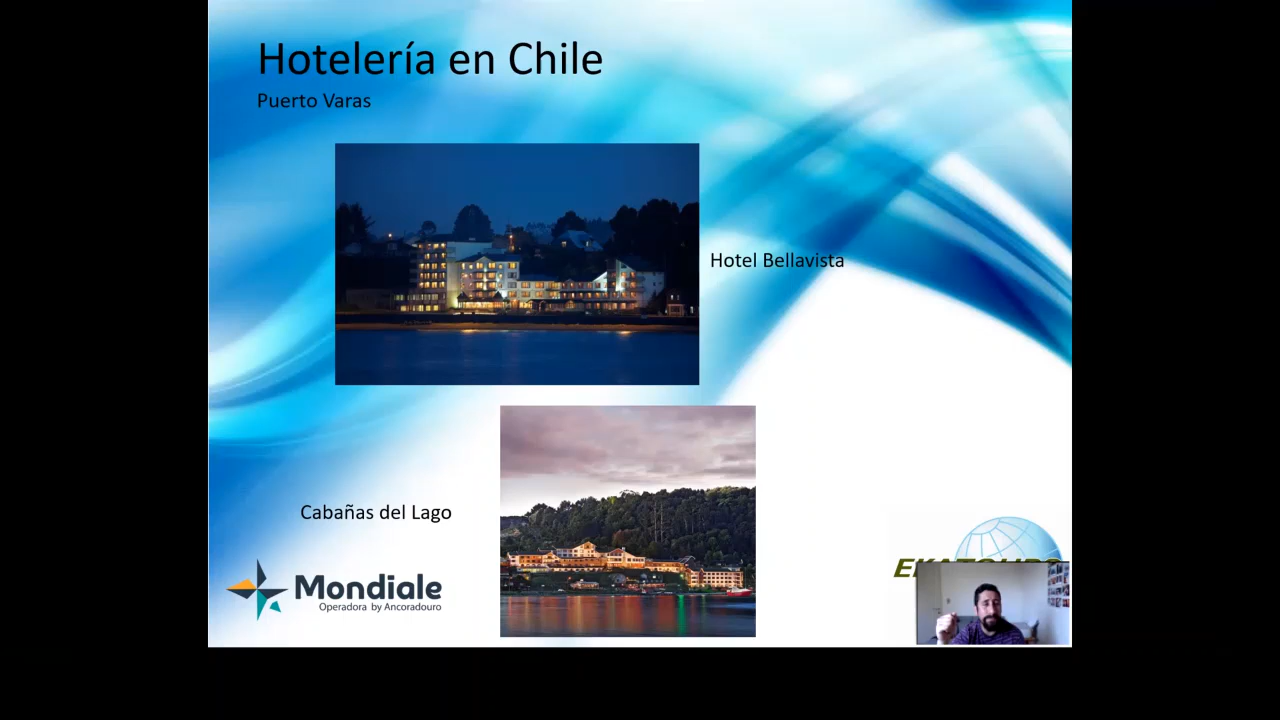 Hotelería en Chile
Puerto Varas
Hotel Bellavista
Cabañas del Lago
Mondiale
Operadora by Ancoradouro